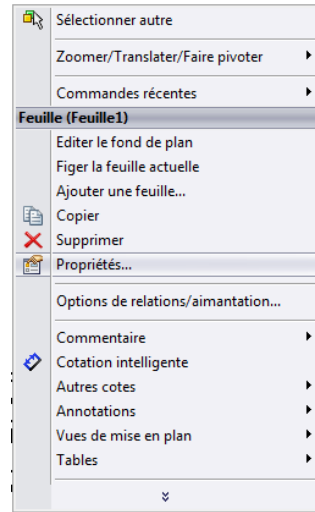 Sélectionner autre
Zoomer/Translater/Faire pivoter
Commandes récentes
Feuille (Feuille1)
Editer le fond de plan
Figer la feuille actuelle
Ajouter une feuille...
Copier
Supprimer
Propriétés...
Options de relations/aimantation...
Commentaire
Cotation intelligente
Autres cotes
Annotations
Vues de mise en plan
Tables